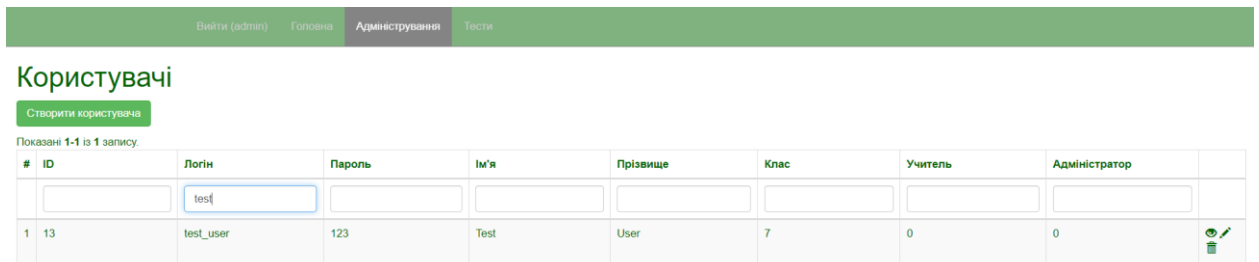 Вийти (admin) Головна Адміністрування Тести
Користувачі
Створити користувача
Показані 1-1 із 1 запису.
# ID Логін Пароль Ім'я Прізвище Клас Учитель Адміністратор
test
1 13 test_user 123 Test User 7 0 0